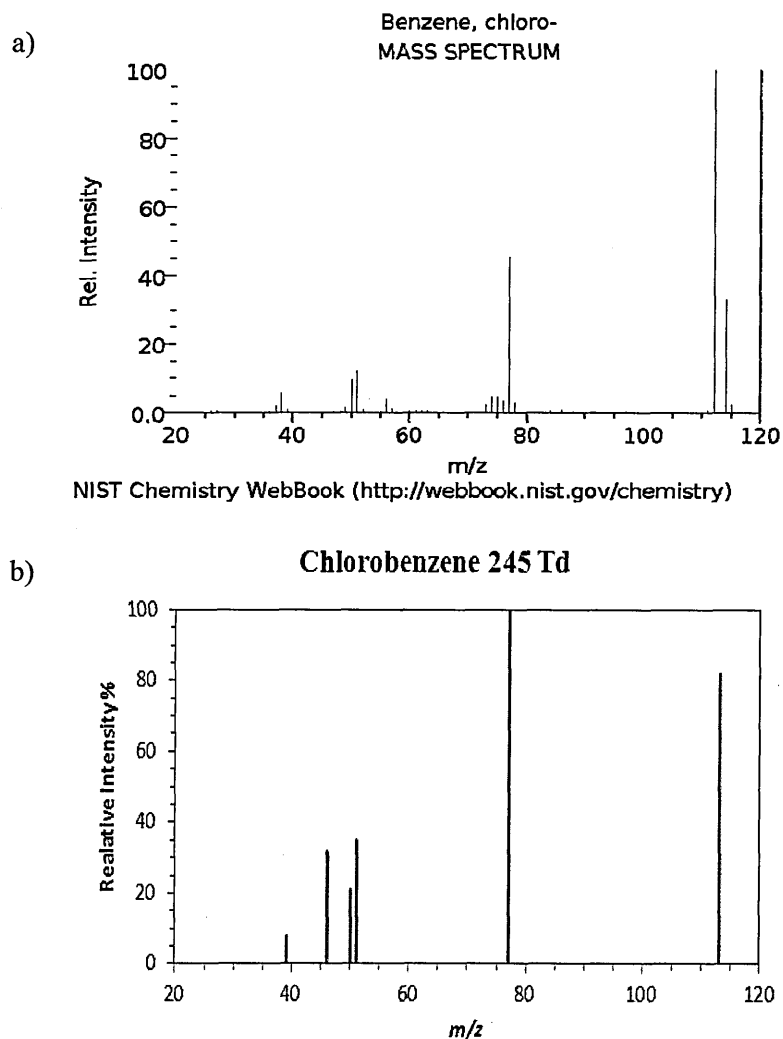 a)
Benzene, chloro-
MASS SPECTRUM
100
80
60
40
20
0.0
Rel. Intensity
20 40 60 80 100 120
m/z
NIST Chemistry WebBook (http://webbook.nist.gov/chemistry)
b)
Chlorobenzene 245 Td
100
80
60
40
20
0
Realative Intensity%
20 40 60 80 100 120
m/z